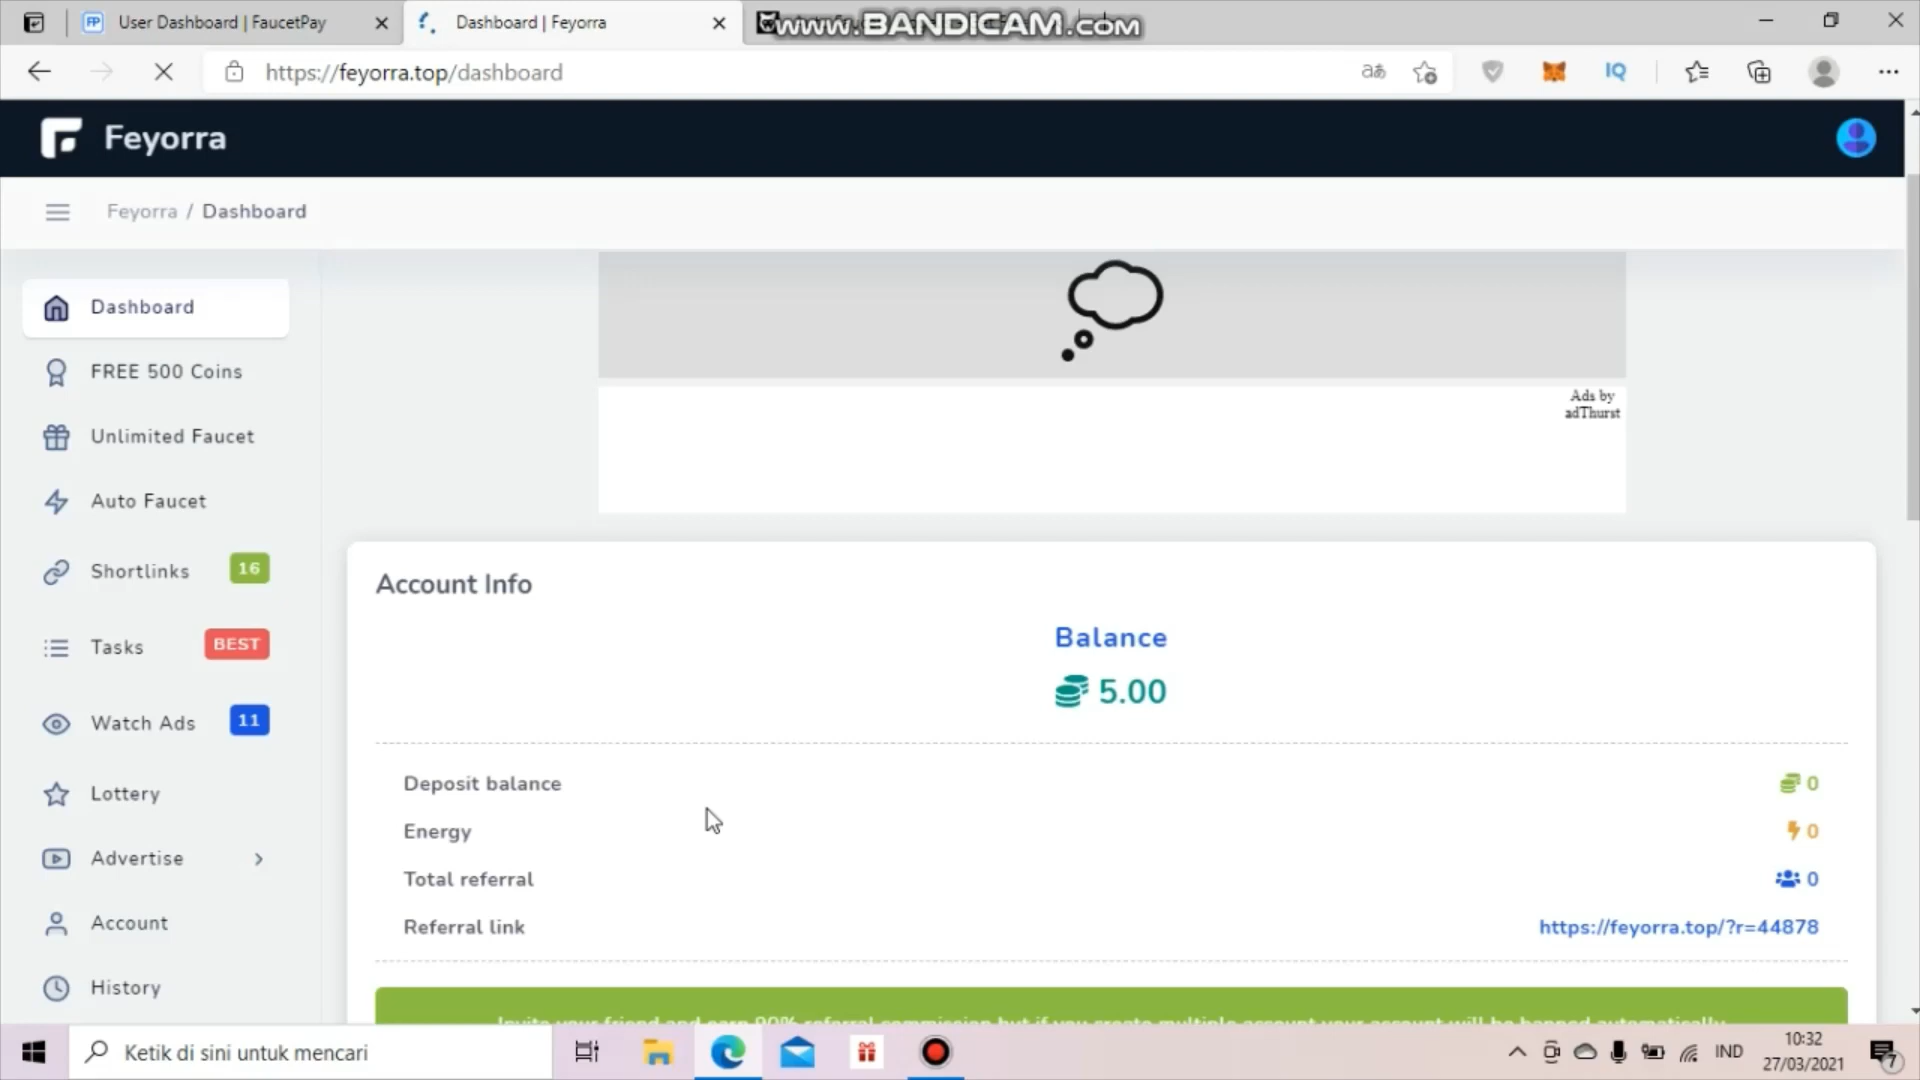 User Dashboard | FaucetPay
Dashboard | Feyorra
www.BANDICAM.com
https://feyorra.top/dashboard
aあ
IQ
Feyorra
Feyorra / Dashboard
Dashboard
FREE 500 Coins
Unlimited Faucet
Auto Faucet
Shortlinks 16
Tasks BEST
Watch Ads 11
Lottery
Advertise
Account
History
Ads by
adThurst
Account Info
Balance
5.00
Deposit balance 0
Energy 0
Total referral 0
Referral link https://feyorra.top/?r=44878
Invite your friend and earn 90% referral commission but if you create multiple account your account will be banned automatically
Ketik di sini untuk mencari
IND
10:32
27/03/2021
7